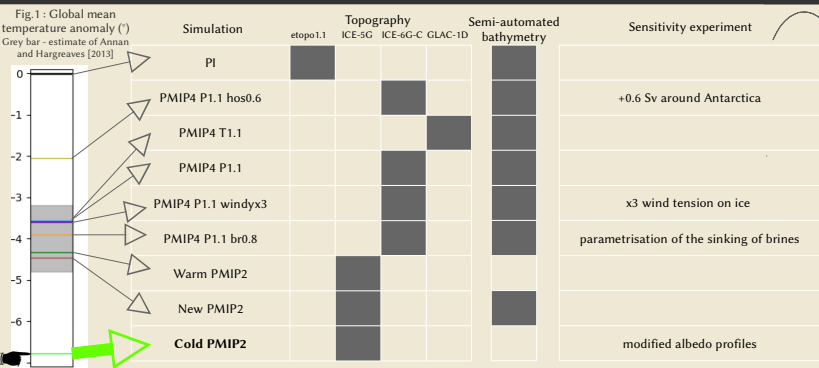 Fig.1 : Global mean
temperature anomaly (°)
Grey bar - estimate of Annan
and Hargreaves [2013]
Simulation
Topography
etopo1.1 ICE-5G ICE-6G-C GLAC-1D
Semi-automated
bathymetry
Sensitivity experiment
0
-1
-2
-3
-4
-5
-6
PI
PMIP4 P1.1 hos0.6 +0.6 Sv around Antarctica
PMIP4 T1.1
PMIP4 P1.1
PMIP4 P1.1 windyx3 x3 wind tension on ice
PMIP4 P1.1 br0.8 parametrisation of the sinking of brines
Warm PMIP2
New PMIP2
Cold PMIP2 modified albedo profiles